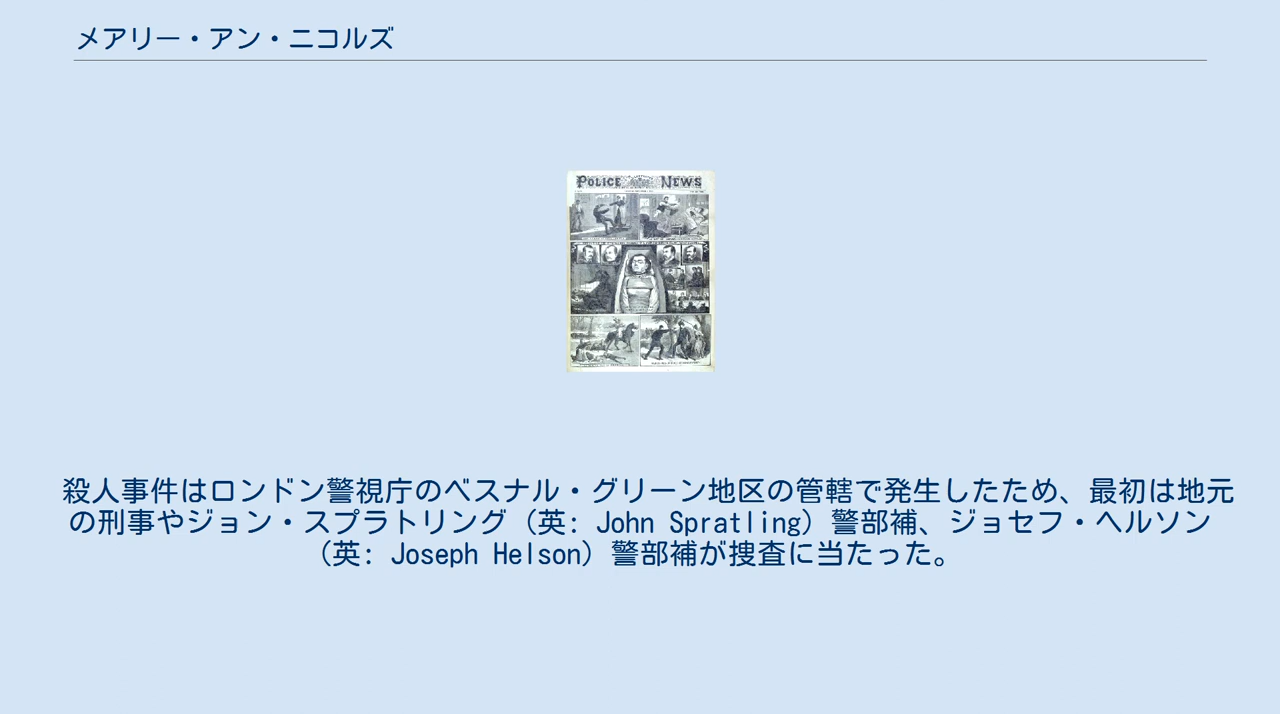 メアリー・アン・ニコルズ
POLICE NEWS
殺人事件はロンドン警視庁のベスナル・グリーン地区の管轄で発生したため、最初は地元
の刑事やジョン・スプラトリング（英: John Spratling）警部補、ジョセフ・ヘルソン
（英: Joseph Helson）警部補が捜査に当たった。